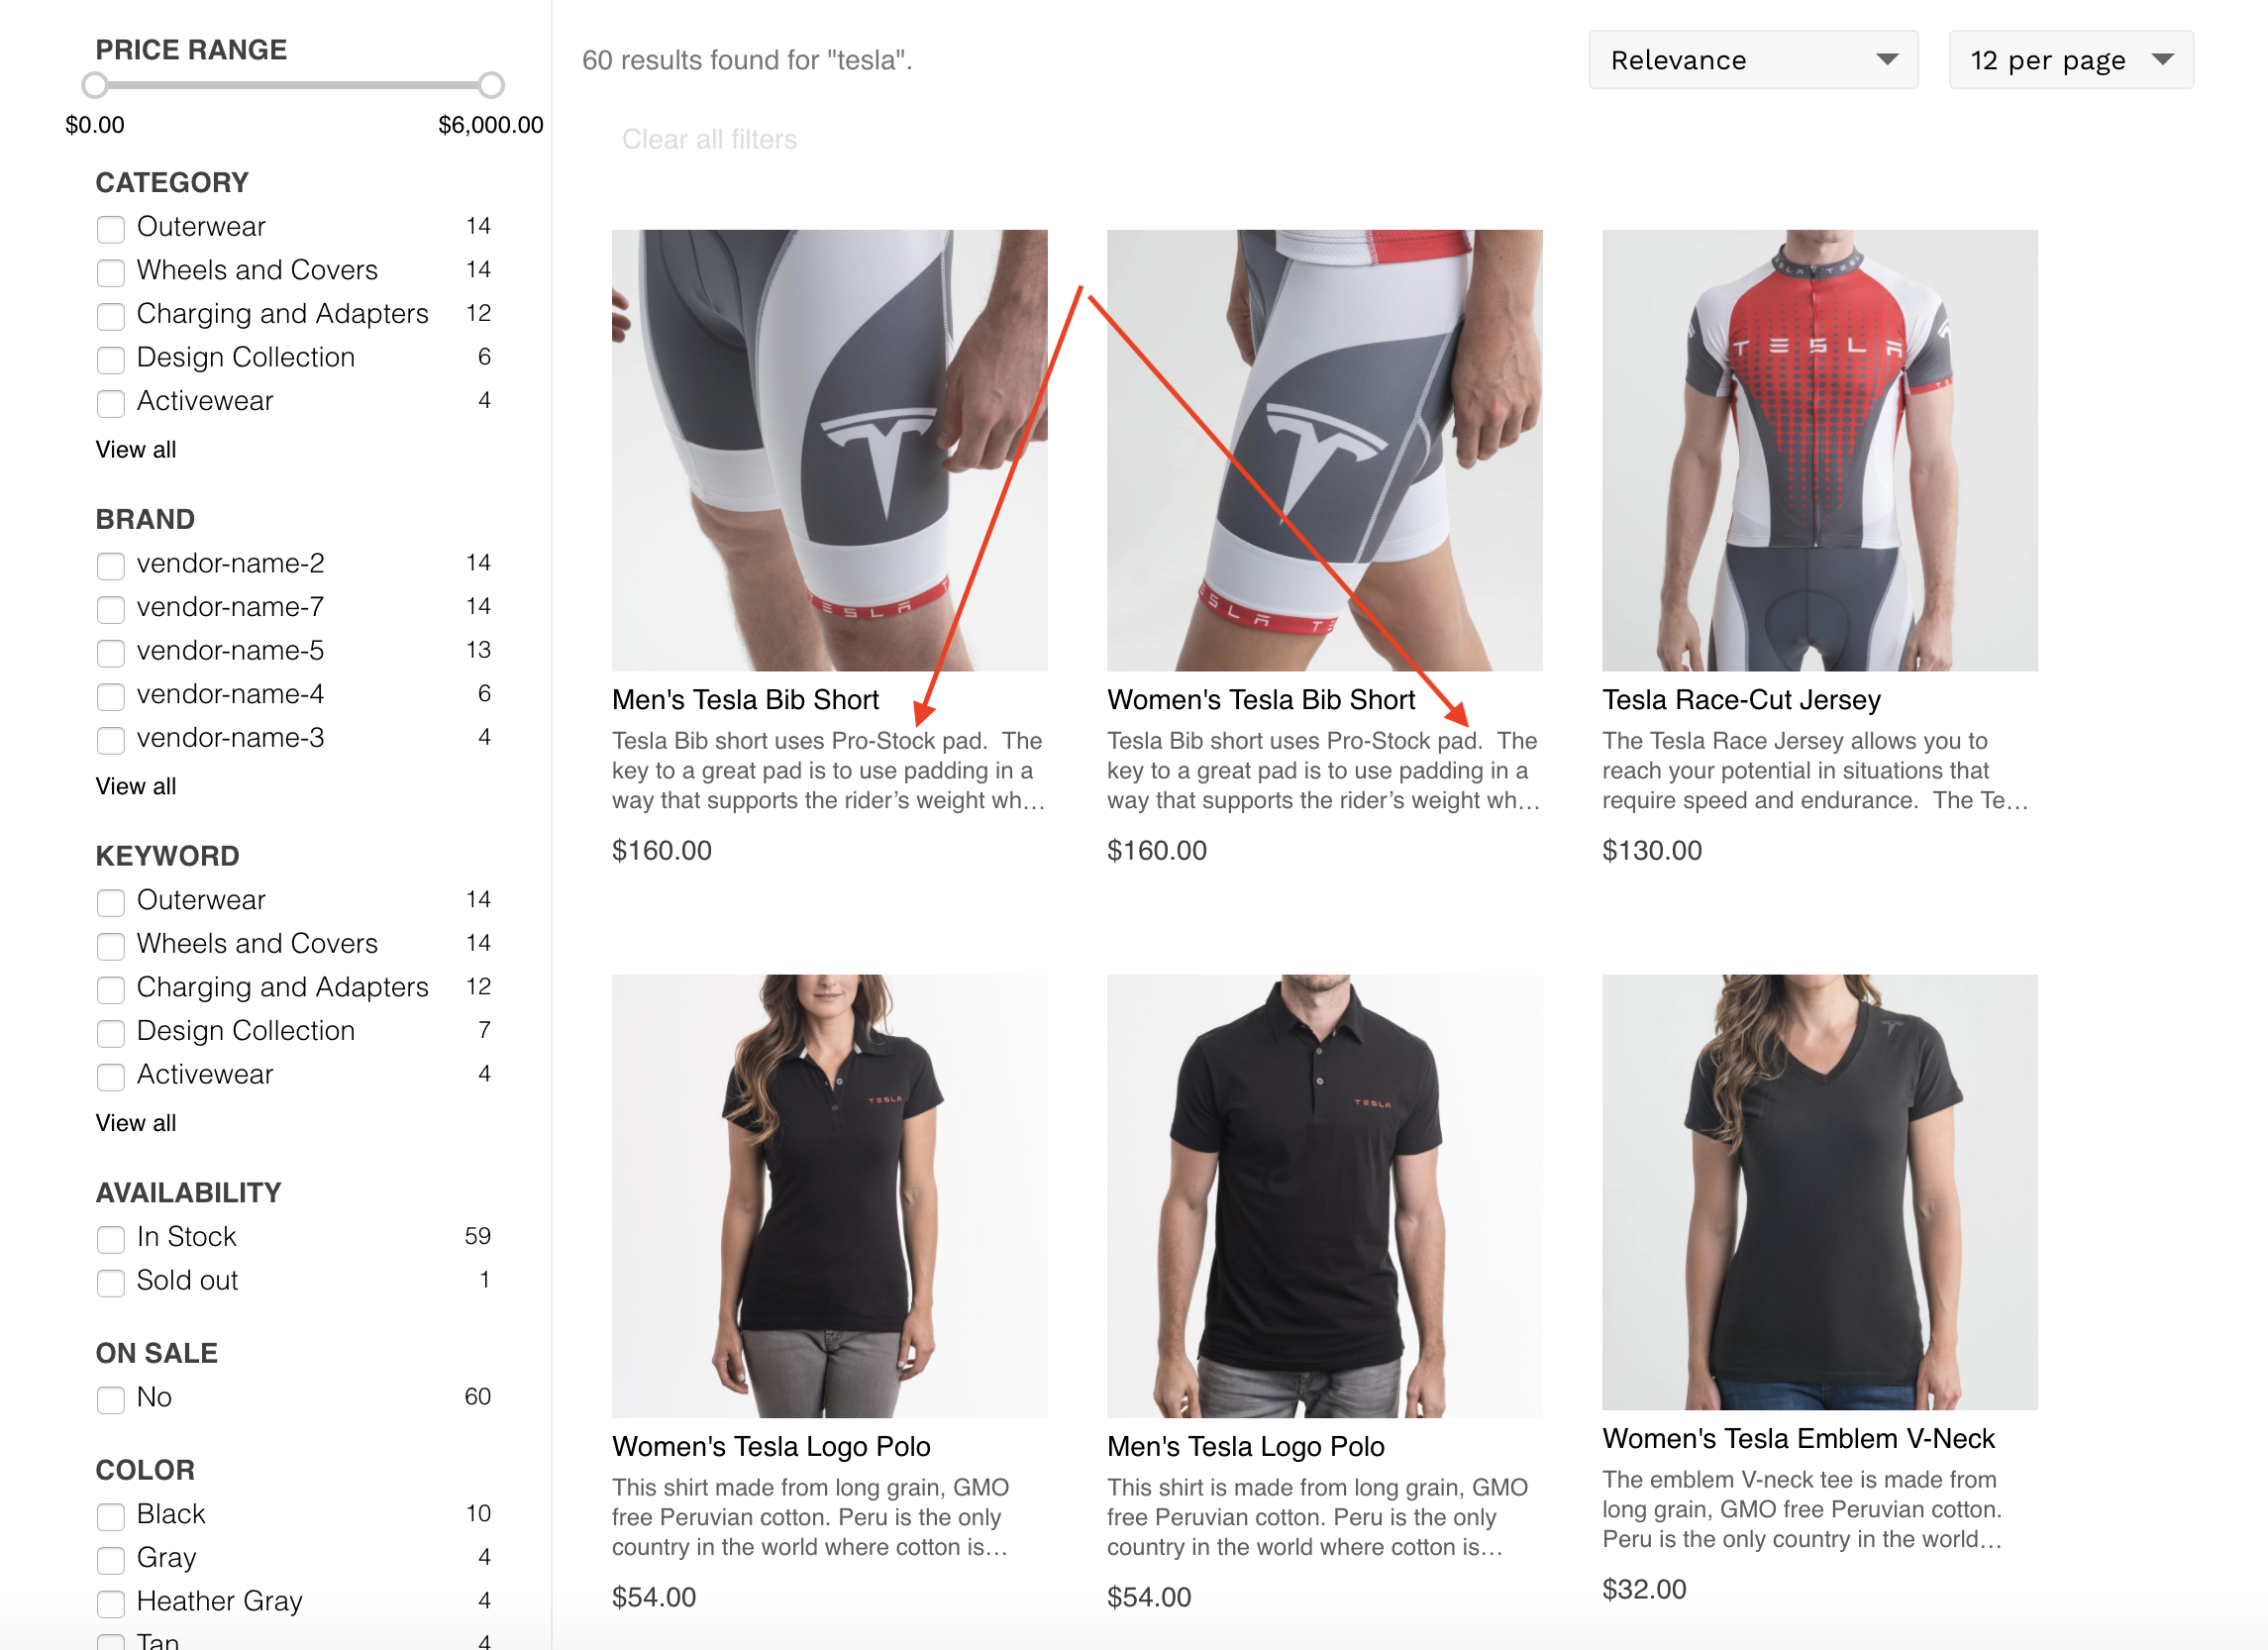 PRICE RANGE
$0.00 $6,000.00
CATEGORY
Outerwear 14
Wheels and Covers 14
Charging and Adapters 12
Design Collection 6
Activewear 4
View all
BRAND
vendor-name-2 14
vendor-name-7 14
vendor-name-5 13
vendor-name-4 6
vendor-name-3 4
View all
KEYWORD
Outerwear 14
Wheels and Covers 14
Charging and Adapters 12
Design Collection 7
Activewear 4
View all
AVAILABILITY
In Stock 59
Sold out 1
ON SALE
No 60
COLOR
Black 10
Gray 4
Heather Gray 4
Tan 4
60 results found for "tesla".
Relevance
12 per page
Clear all filters
TESLA
TESLA
TESLA
Men's Tesla Bib Short
Tesla Bib short uses Pro-Stock pad.  The
key to a great pad is to use padding in a
way that supports the rider’s weight wh…
$160.00
Women's Tesla Bib Short
Tesla Bib short uses Pro-Stock pad.  The
key to a great pad is to use padding in a
way that supports the rider’s weight wh…
$160.00
Tesla Race-Cut Jersey
The Tesla Race Jersey allows you to
reach your potential in situations that
require speed and endurance.  The Te…
$130.00
TESLA
TESLA
Women's Tesla Logo Polo
This shirt made from long grain, GMO
free Peruvian cotton. Peru is the only
country in the world where cotton is…
$54.00
Men's Tesla Logo Polo
This shirt is made from long grain, GMO
free Peruvian cotton. Peru is the only
country in the world where cotton is…
$54.00
Women's Tesla Emblem V-Neck
The emblem V-neck tee is made from
long grain, GMO free Peruvian cotton.
Peru is the only country in the world…
$32.00